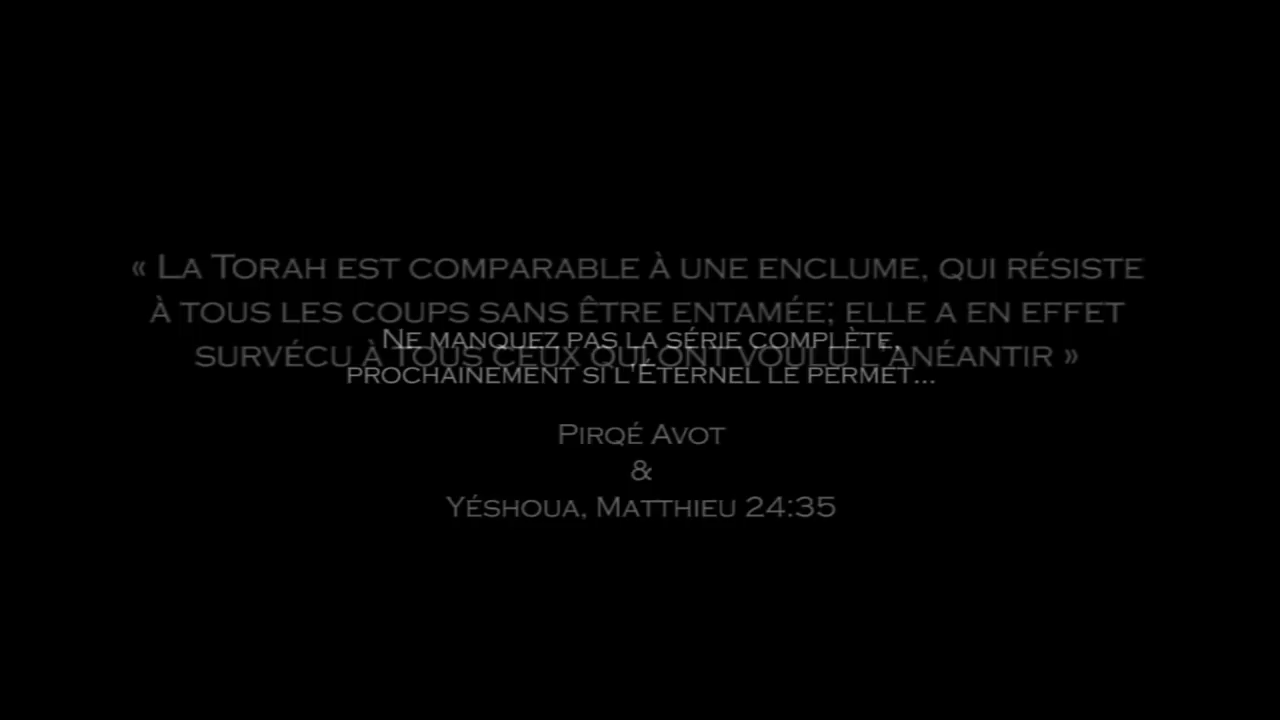 « La Torah est comparable à une enclume, qui résiste
à tous les coups sans être entamée; elle a en effet
survécu à tous ceux qui ont voulu l'anéantir »
Ne manquez pas la série complète,
prochainement si l'Éternel le permet...
Pirqé Avot
&
Yéshoua, Matthieu 24:35